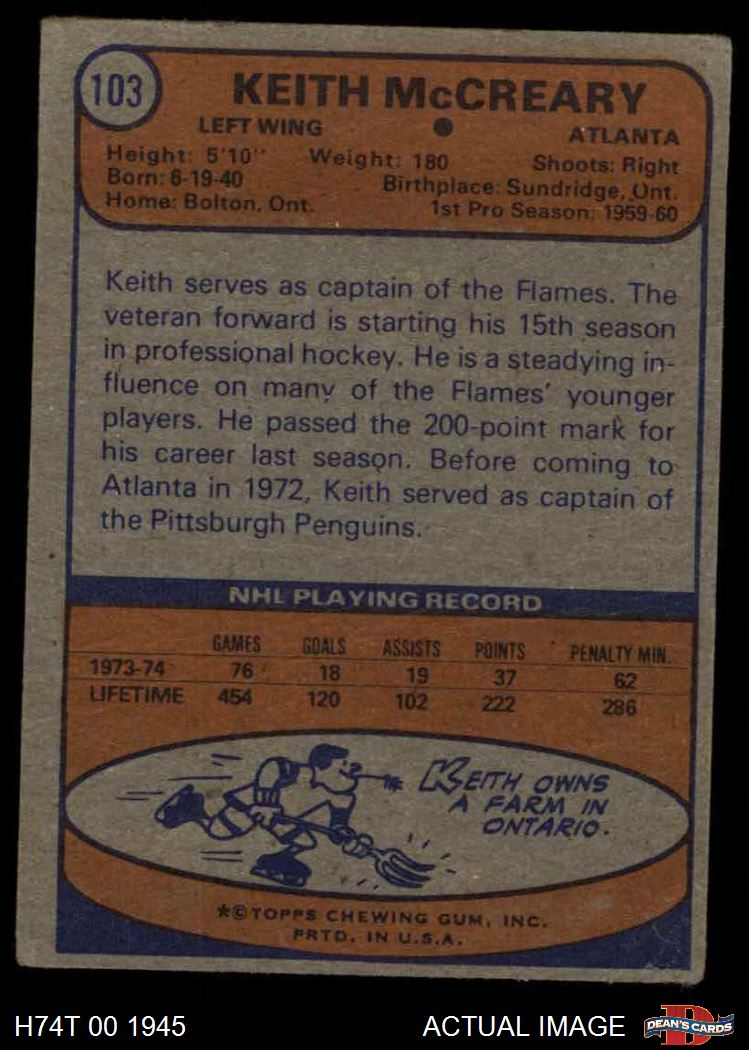 103
KEITH McCREARY
LEFT WING ● ATLANTA
Height: 5'10" Weight: 180 Shoots: Right
Born: 6-19-40 Birthplace: Sundridge, Ont.
Home: Bolton, Ont. 1st Pro Season: 1959-60
Keith serves as captain of the Flames. The
veteran forward is starting his 15th season
in professional hockey. He is a steadying in-
fluence on many of the Flames' younger
players. He passed the 200-point mark for
his career last season. Before coming to
Atlanta in 1972, Keith served as captain of
the Pittsburgh Penguins.
NHL PLAYING RECORD
GAMES GOALS ASSISTS POINTS PENALTY MIN.
1973-74 76 18 19 37 62
LIFETIME 454 120 102 222 286
KEITH OWNS
A FARM IN
ONTARIO.
*©TOPPS CHEWING GUM, INC.
PRTD. IN U.S.A.
H74T 00 1945 ACTUAL IMAGE D DEAN'S CARDS